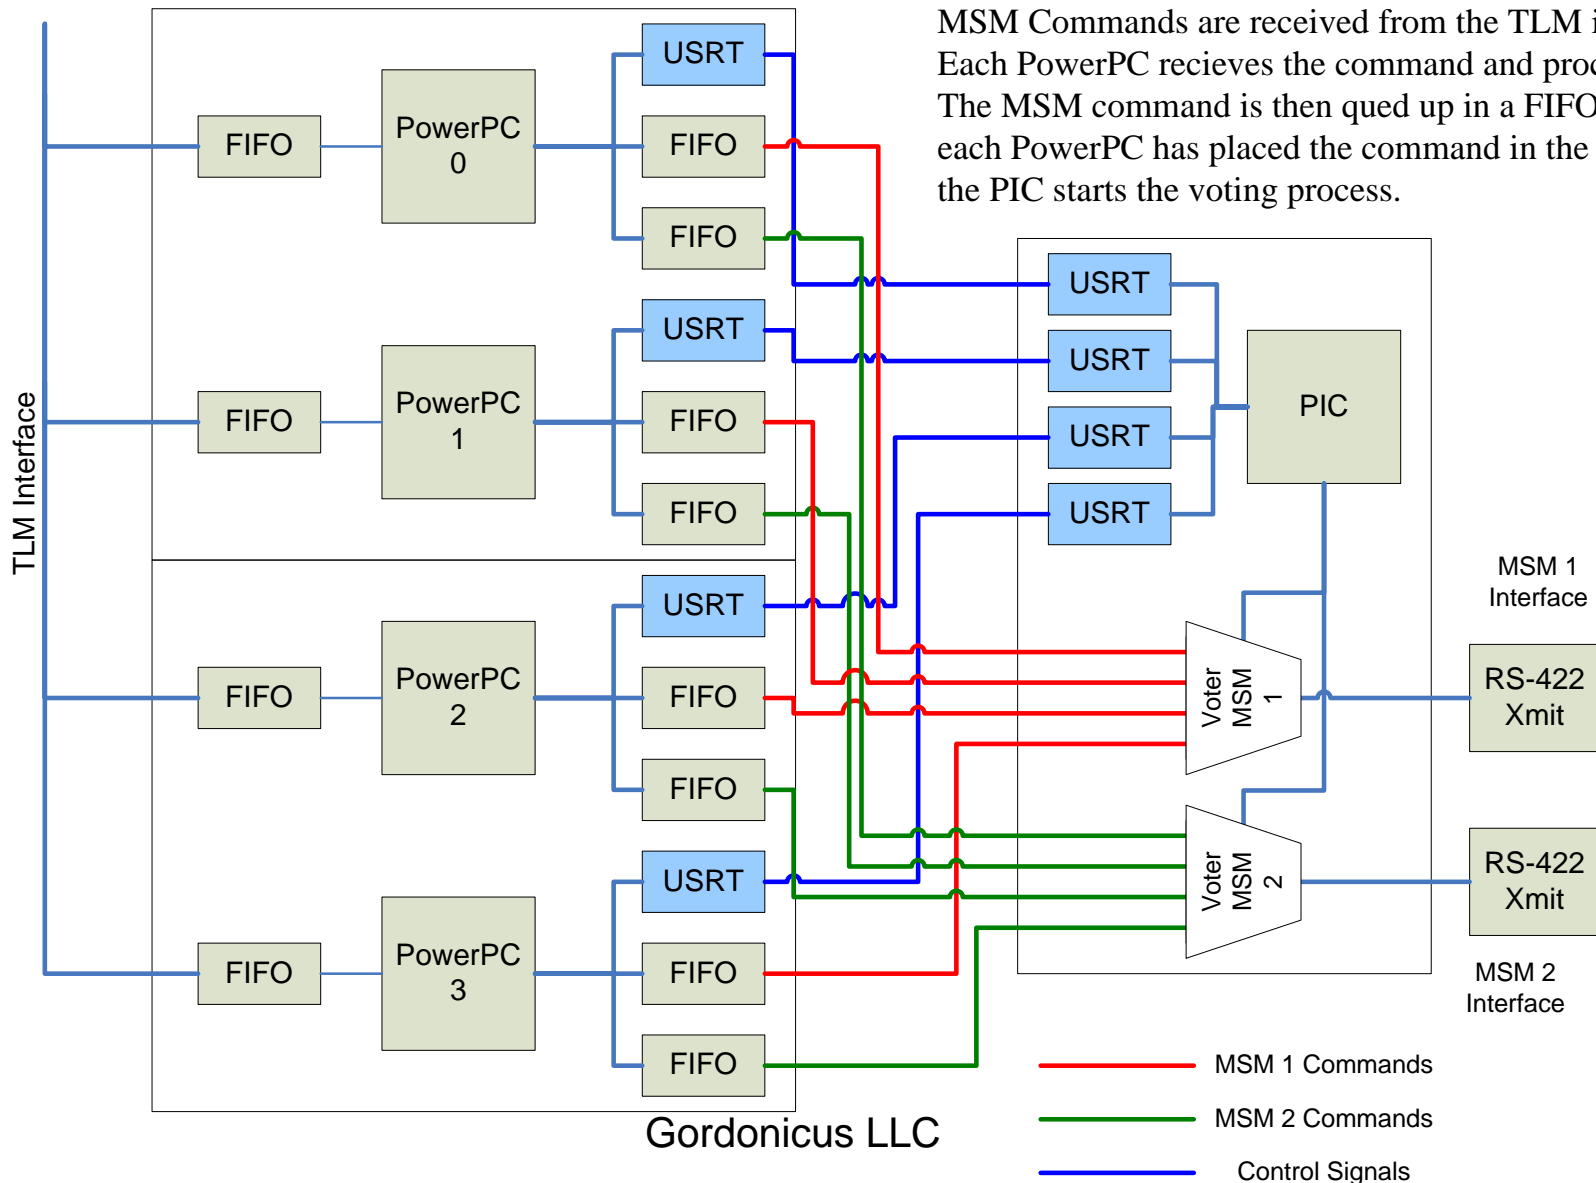 MSM Commands are received from the TLM i
Each PowerPC recieves the command and proc
The MSM command is then qued up in a FIFO
each PowerPC has placed the command in the
the PIC starts the voting process.
TLM Interface
FIFO
PowerPC
0
USRT
FIFO
FIFO
FIFO
PowerPC
1
USRT
FIFO
FIFO
FIFO
PowerPC
2
USRT
FIFO
FIFO
FIFO
PowerPC
3
USRT
FIFO
FIFO
USRT
USRT
USRT
USRT
PIC
Voter
MSM
1
Voter
MSM
2
MSM 1
Interface
RS-422
Xmit
RS-422
Xmit
MSM 2
Interface
MSM 1 Commands
MSM 2 Commands
Control Signals
Gordonicus LLC